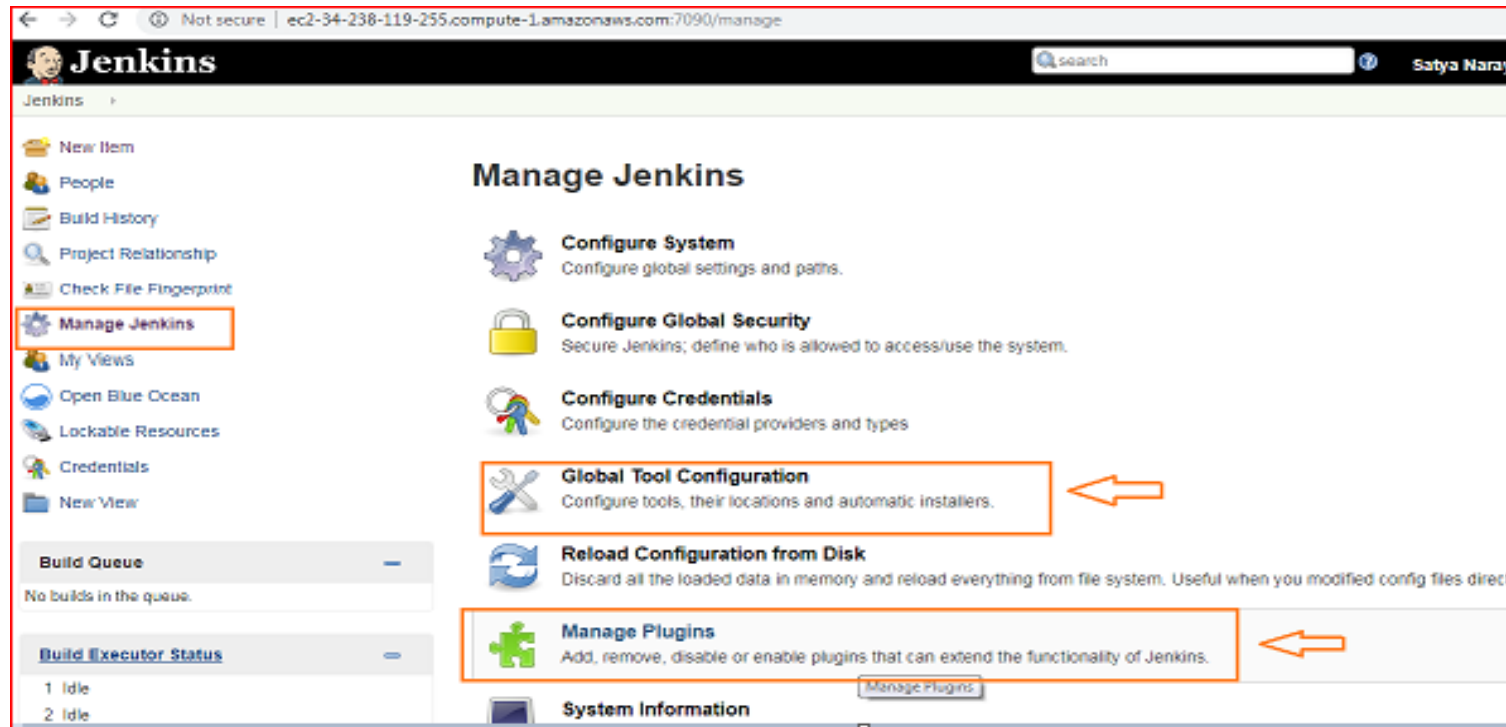 Not secure | ec2-34-238-119-255.compute-1.amazonaws.com:7090/manage
Jenkins
search
Satya Naray
Jenkins
New Item
People
Build History
Project Relationship
Check File Fingerprint
Manage Jenkins
My Views
Open Blue Ocean
Lockable Resources
Credentials
New View
Build Queue
No builds in the queue.
Build Executor Status
1 Idle
2 Idle
Manage Jenkins
Configure System
Configure global settings and paths.
Configure Global Security
Secure Jenkins; define who is allowed to access/use the system.
Configure Credentials
Configure the credential providers and types
Global Tool Configuration
Configure tools, their locations and automatic installers.
Reload Configuration from Disk
Discard all the loaded data in memory and reload everything from file system. Useful when you modified config files direc
Manage Plugins
Add, remove, disable or enable plugins that can extend the functionality of Jenkins.
Manage Plugins
System Information